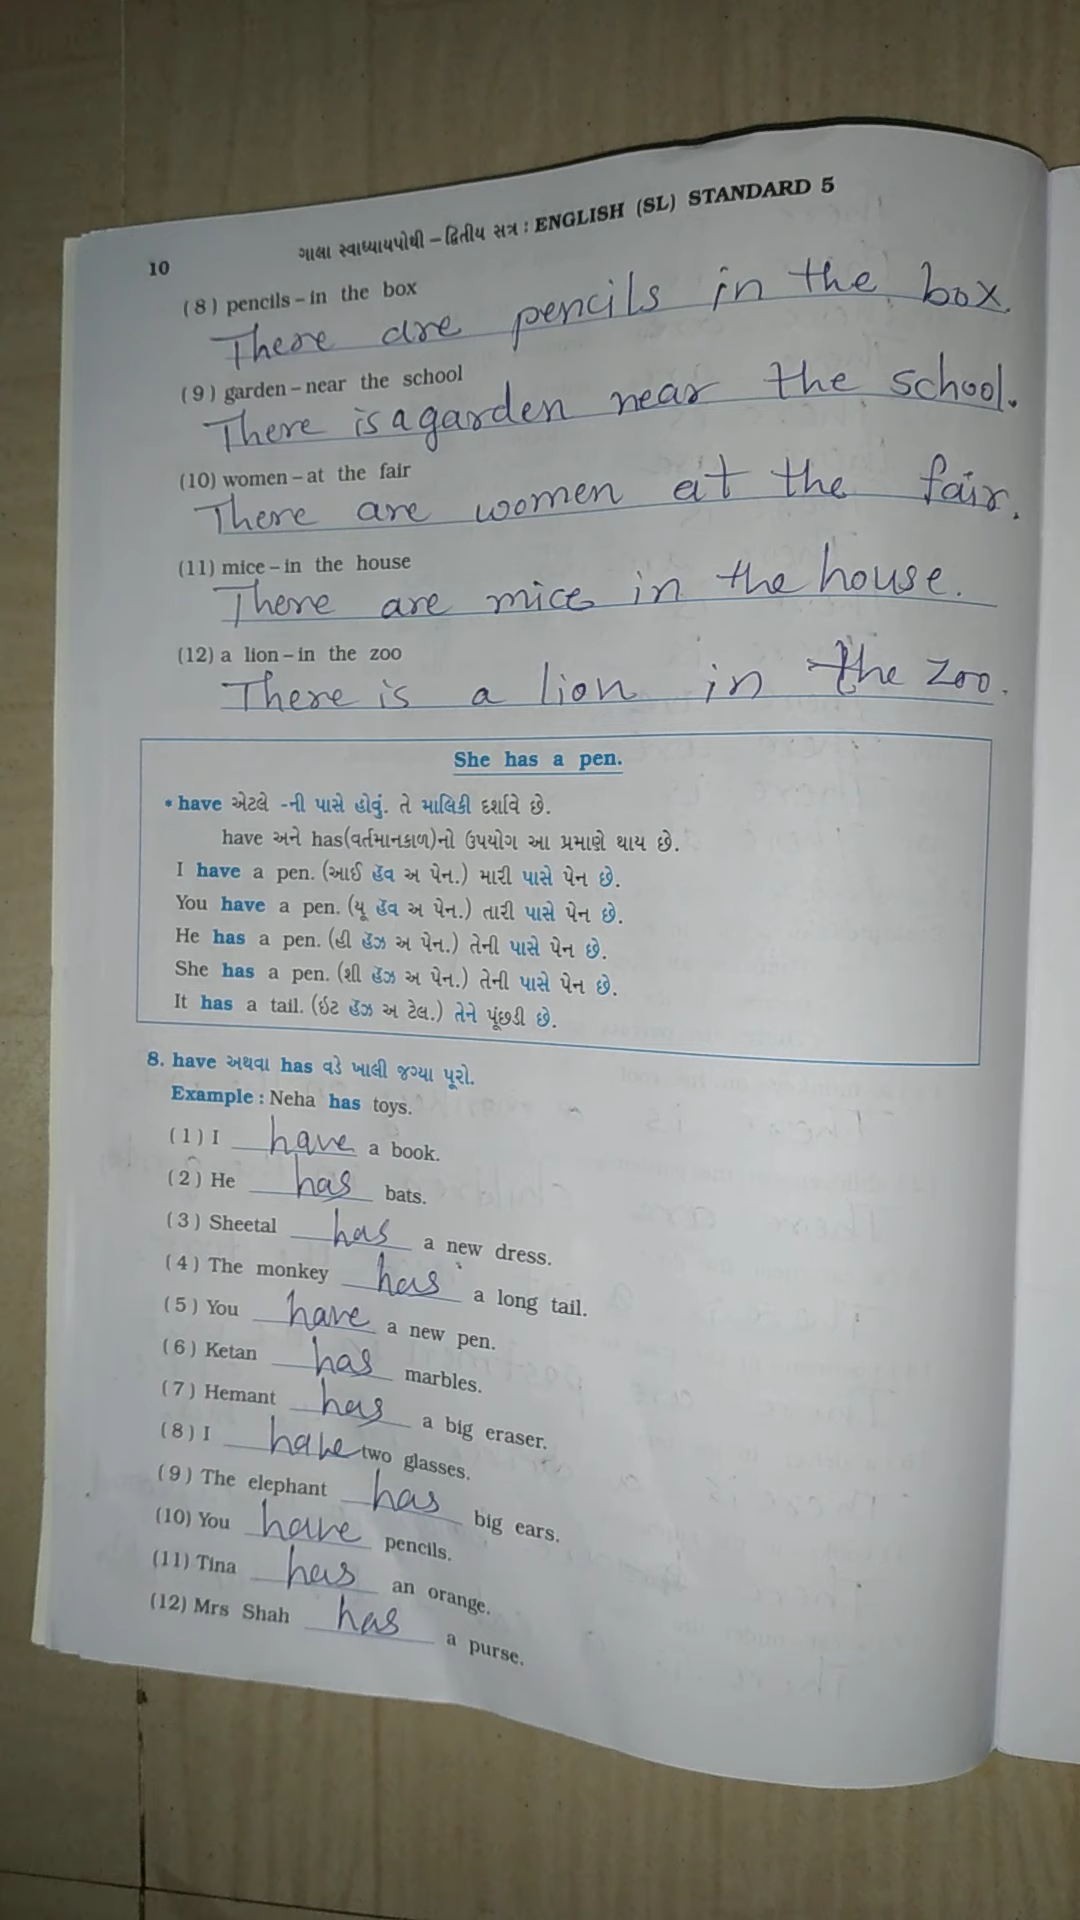 10
ગાલા સ્વાધ્યાયપોથી – દ્વિતીય સત્ર : ENGLISH (SL) STANDARD 5
(8) pencils – in the box
There are pencils in the box.
(9) garden – near the school
There is a garden near the school.
(10) women – at the fair
There are women at the fair.
(11) mice – in the house
There are mice in the house.
(12) a lion – in the zoo
There is a lion in the zoo.
She has a pen.
• have એટલે -ની પાસે હોવું. તે માલિકી દર્શાવે છે.
have અને has(વર્તમાનકાળ)નો ઉપયોગ આ પ્રમાણે થાય છે.
I have a pen. (આઈ હૅવ અ પેન.) મારી પાસે પેન છે.
You have a pen. (યૂ હૅવ અ પેન.) તારી પાસે પેન છે.
He has a pen. (હી હૅઝ અ પેન.) તેની પાસે પેન છે.
She has a pen. (શી હૅઝ અ પેન.) તેની પાસે પેન છે.
It has a tail. (ઇટ હૅઝ અ ટેલ.) તેને પૂંછડી છે.
8. have અથવા has વડે ખાલી જગ્યા પૂરો.
Example : Neha has toys.
(1) I have a book.
(2) He has bats.
(3) Sheetal has a new dress.
(4) The monkey has a long tail.
(5) You have a new pen.
(6) Ketan has marbles.
(7) Hemant has a big eraser.
(8) I have two glasses.
(9) The elephant has big ears.
(10) You have pencils.
(11) Tina has an orange.
(12) Mrs Shah has a purse.